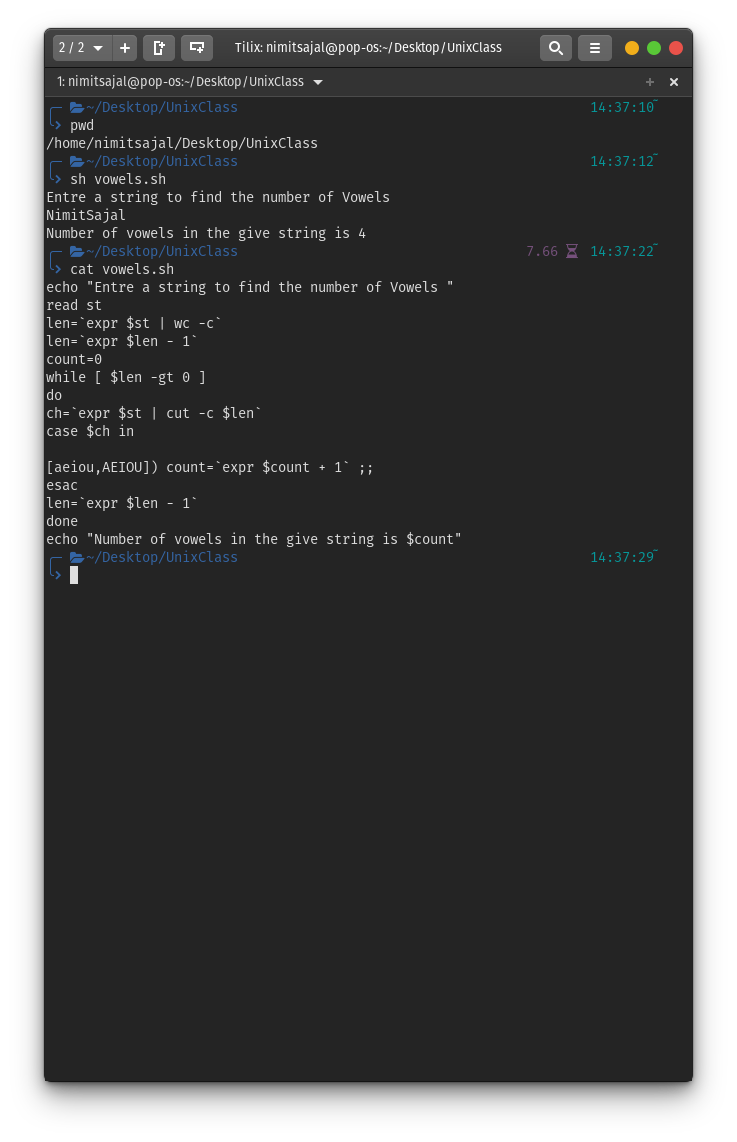 2 / 2
Tilix: nimitsajal@pop-os:~/Desktop/UnixClass
1: nimitsajal@pop-os:~/Desktop/UnixClass
~/Desktop/UnixClass 14:37:10
pwd
/home/nimitsajal/Desktop/UnixClass
~/Desktop/UnixClass 14:37:12
sh vowels.sh
Entre a string to find the number of Vowels
NimitSajal
Number of vowels in the give string is 4
~/Desktop/UnixClass 7.66 14:37:22
cat vowels.sh
echo "Entre a string to find the number of Vowels "
read st
len=`expr $st | wc -c`
len=`expr $len - 1`
count=0
while [ $len -gt 0 ]
do
ch=`expr $st | cut -c $len`
case $ch in
[aeiou,AEIOU]) count=`expr $count + 1` ;;
esac
len=`expr $len - 1`
done
echo "Number of vowels in the give string is $count"
~/Desktop/UnixClass 14:37:29